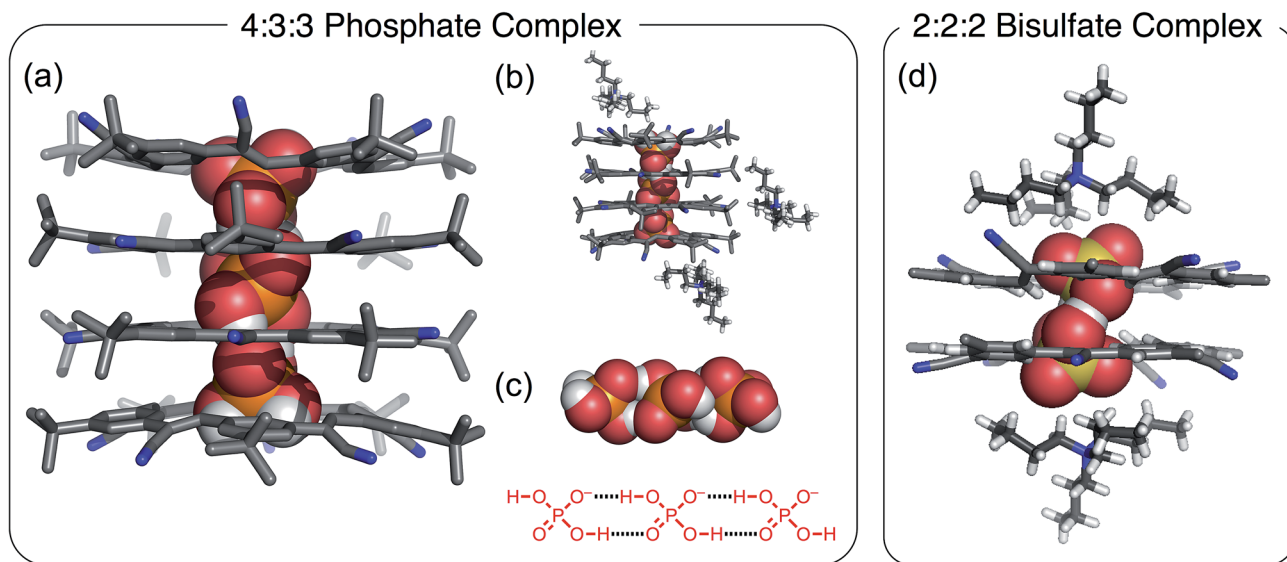 4:3:3 Phosphate Complex
2:2:2 Bisulfate Complex
(a)
(b)
(c)
(d)
H–O O⁻ H–O O⁻ H–O O⁻
P P P
O O–H O O–H O O–H